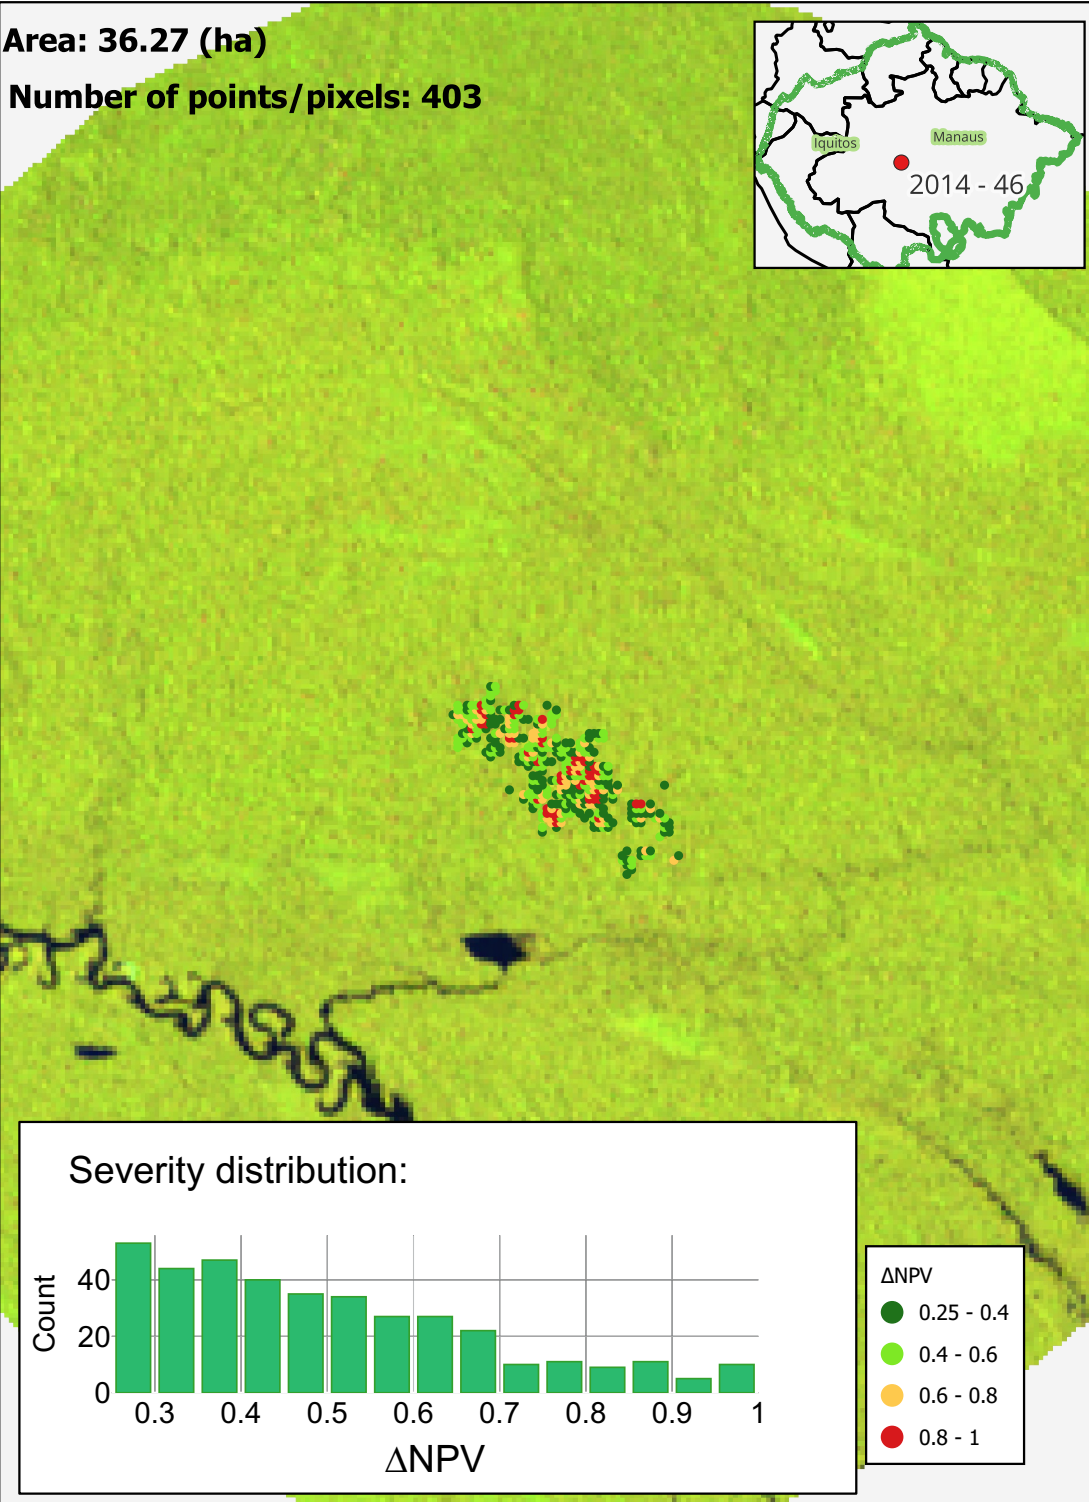 Area: 36.27 (ha)
Number of points/pixels: 403
Iquitos
Manaus
2014 - 46
Severity distribution:
Count
40
20
0
0.3 0.4 0.5 0.6 0.7 0.8 0.9 1
ΔNPV
ΔNPV
0.25 - 0.4
0.4 - 0.6
0.6 - 0.8
0.8 - 1